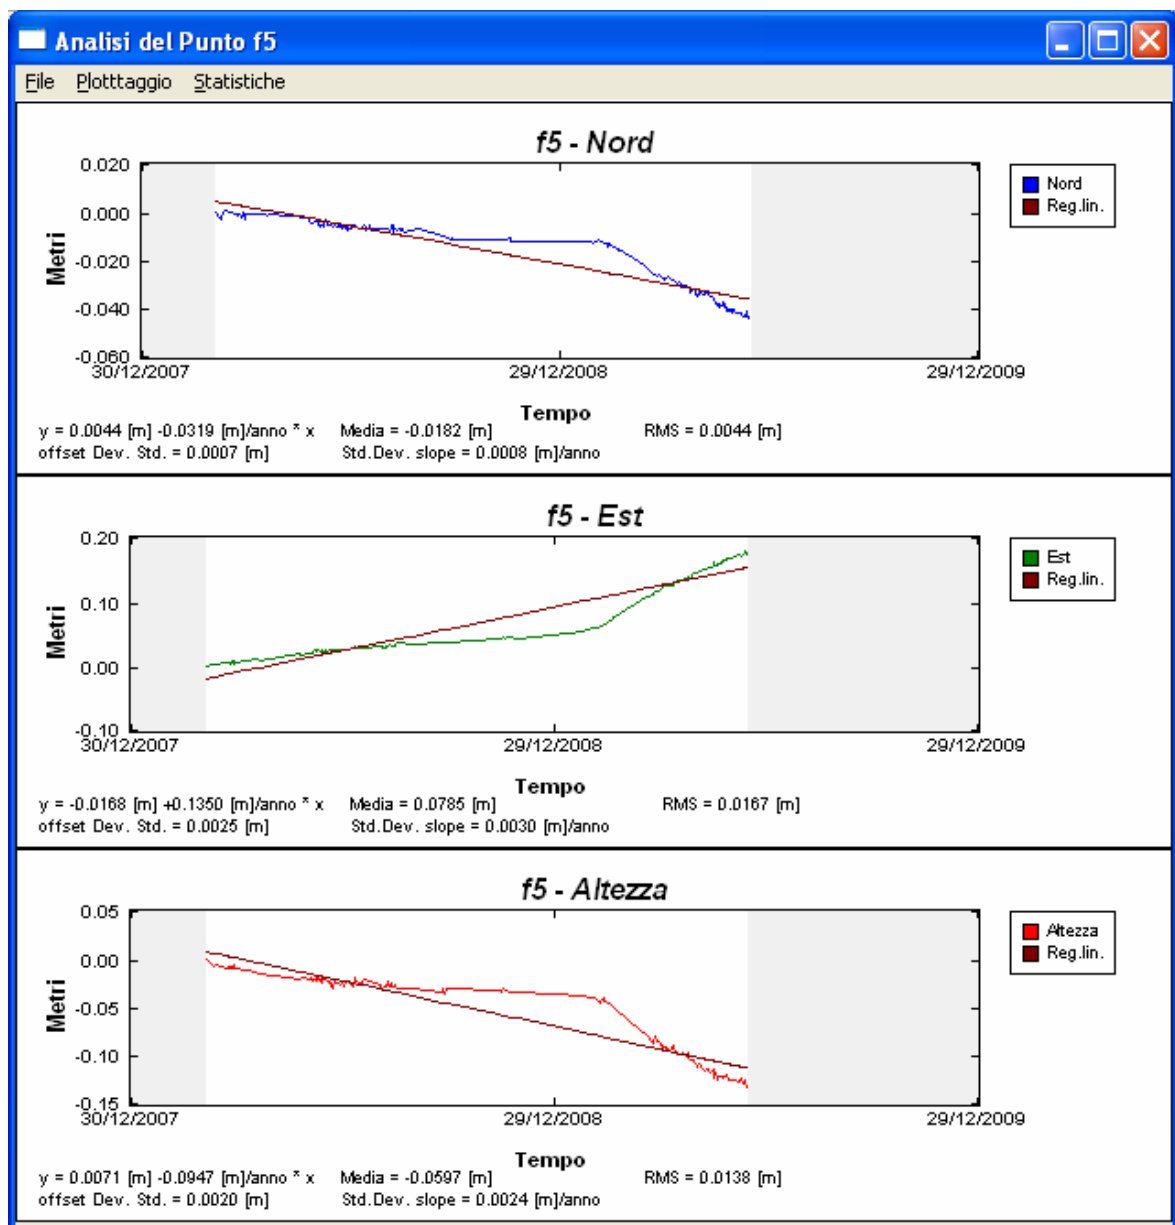 Analisi del Punto f5
File Plotttaggio Statistiche
f5 - Nord
0.020
0.000
-0.020
-0.040
-0.060
Metri
30/12/2007 29/12/2008 29/12/2009
Tempo
Nord
Reg.lin.
y = 0.0044 [m] -0.0319 [m]/anno * x Media = -0.0182 [m] RMS = 0.0044 [m]
offset Dev. Std. = 0.0007 [m] Std.Dev. slope = 0.0008 [m]/anno
f5 - Est
0.20
0.10
0.00
-0.10
Metri
30/12/2007 29/12/2008 29/12/2009
Tempo
Est
Reg.lin.
y = -0.0168 [m] +0.1350 [m]/anno * x Media = 0.0785 [m] RMS = 0.0167 [m]
offset Dev. Std. = 0.0025 [m] Std.Dev. slope = 0.0030 [m]/anno
f5 - Altezza
0.05
0.00
-0.05
-0.10
-0.15
Metri
30/12/2007 29/12/2008 29/12/2009
Tempo
Altezza
Reg.lin.
y = 0.0071 [m] -0.0947 [m]/anno * x Media = -0.0597 [m] RMS = 0.0138 [m]
offset Dev. Std. = 0.0020 [m] Std.Dev. slope = 0.0024 [m]/anno